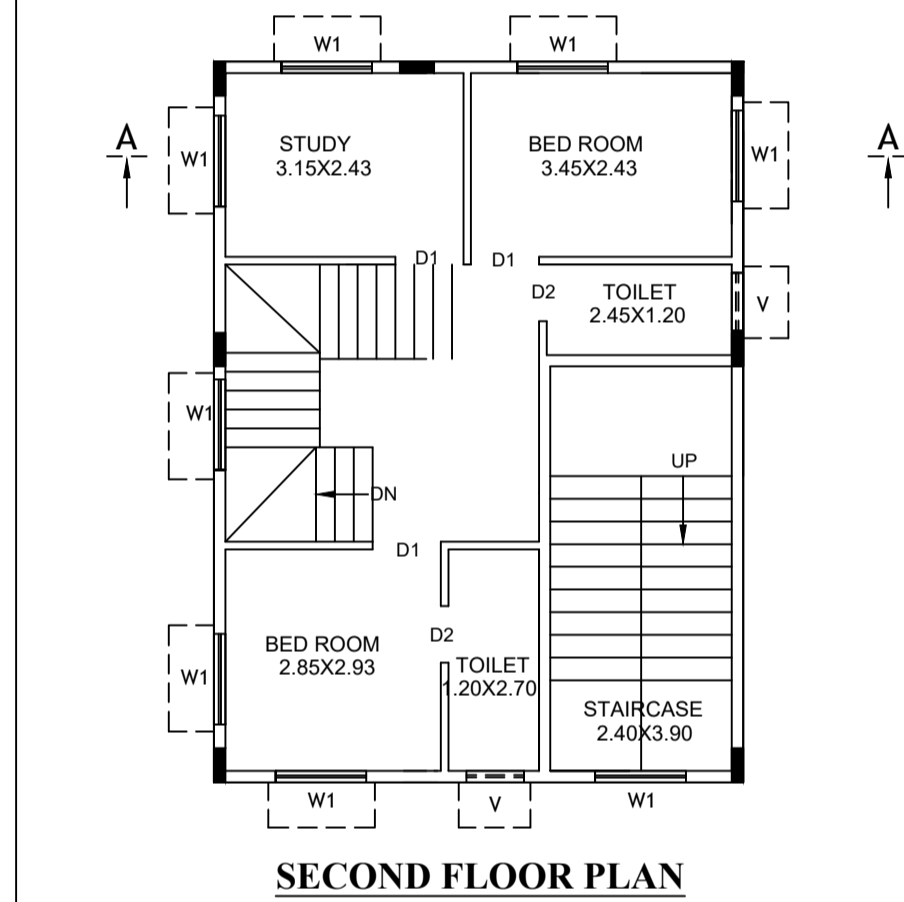 W1 W1
A A
STUDY
3.15X2.43
BED ROOM
3.45X2.43
W1 W1
D1 D1
D2
TOILET
2.45X1.20
V
W1
UP
DN
D1
BED ROOM
2.85X2.93
D2
TOILET
1.20X2.70
W1
STAIRCASE
2.40X3.90
W1 V W1
SECOND FLOOR PLAN